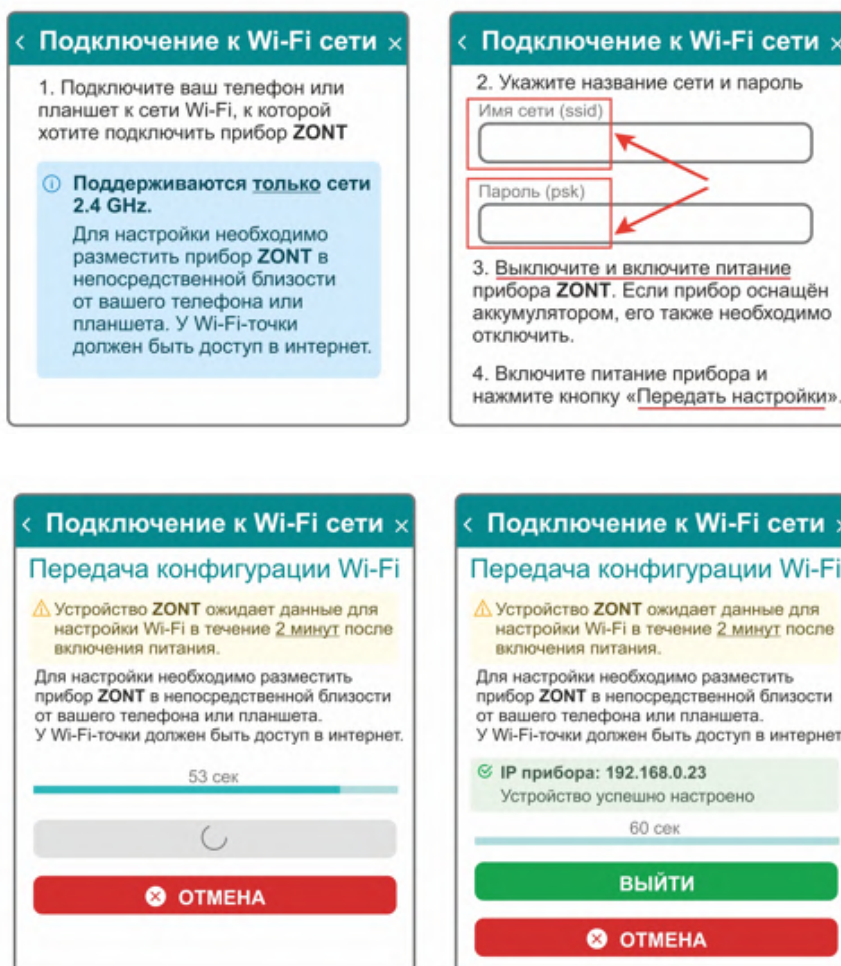 Подключение к Wi-Fi сети
1. Подключите ваш телефон или
планшет к сети Wi-Fi, к которой
хотите подключить прибор ZONT
Поддерживаются только сети
2.4 GHz.
Для настройки необходимо
разместить прибор ZONT в
непосредственной близости
от вашего телефона или
планшета. У Wi-Fi-точки
должен быть доступ в интернет.
Подключение к Wi-Fi сети
2. Укажите название сети и пароль
Имя сети (ssid)
Пароль (psk)
3. Выключите и включите питание
прибора ZONT. Если прибор оснащён
аккумулятором, его также необходимо
отключить.
4. Включите питание прибора и
нажмите кнопку «Передать настройки».
Подключение к Wi-Fi сети
Передача конфигурации Wi-Fi
Устройство ZONT ожидает данные для
настройки Wi-Fi в течение 2 минут после
включения питания.
Для настройки необходимо разместить
прибор ZONT в непосредственной близости
от вашего телефона или планшета.
У Wi-Fi-точки должен быть доступ в интернет.
53 сек
ОТМЕНА
Подключение к Wi-Fi сети
Передача конфигурации Wi-Fi
Устройство ZONT ожидает данные для
настройки Wi-Fi в течение 2 минут после
включения питания.
Для настройки необходимо разместить
прибор ZONT в непосредственной близости
от вашего телефона или планшета.
У Wi-Fi-точки должен быть доступ в интернет
IP прибора: 192.168.0.23
Устройство успешно настроено
60 сек
ВЫЙТИ
ОТМЕНА